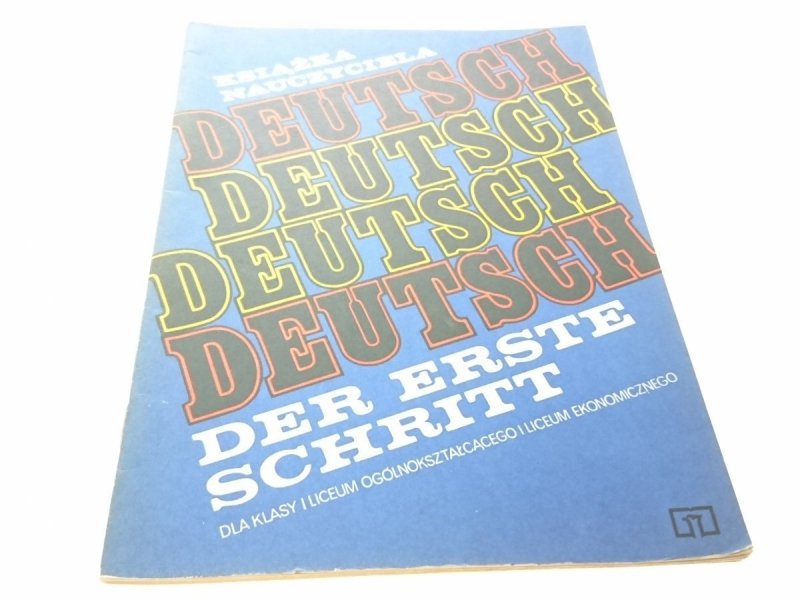 KSIĄŻKA
NAUCZYCIELA
DEUTSCH
DEUTSCH
DEUTSCH
DEUTSCH
DER ERSTE
SCHRITT
DLA KLASY I LICEUM OGÓLNOKSZTAŁCĄCEGO I LICEUM EKONOMICZNEGO